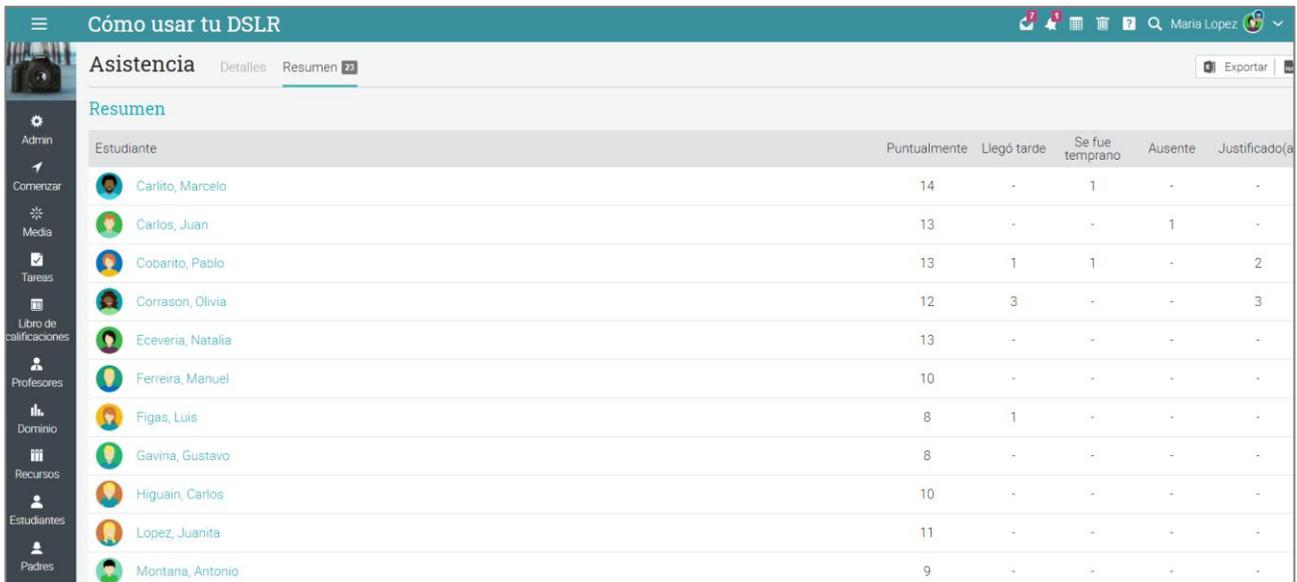 Cómo usar tu DSLR
7
1
?
Maria Lopez
Asistencia Detalles Resumen 23
Exportar
Resumen
Admin
Comenzar
Media
Tareas
Libro de
calificaciones
Profesores
Dominio
Recursos
Estudiantes
Padres
Estudiante Puntualmente Llegó tarde Se fue temprano Ausente Justificado(a
Carlito, Marcelo 14 - 1 - -
Carlos, Juan 13 - - 1 -
Cobarito, Pablo 13 1 1 - 2
Corrason, Olivia 12 3 - - 3
Eceveria, Natalia 13 - - - -
Ferreira, Manuel 10 - - - -
Figas, Luis 8 1 - - -
Gaviria, Gustavo 8 - - - -
Higuain, Carlos 10 - - - -
Lopez, Juanita 11 - - - -
Montana, Antonio 9 - - - -